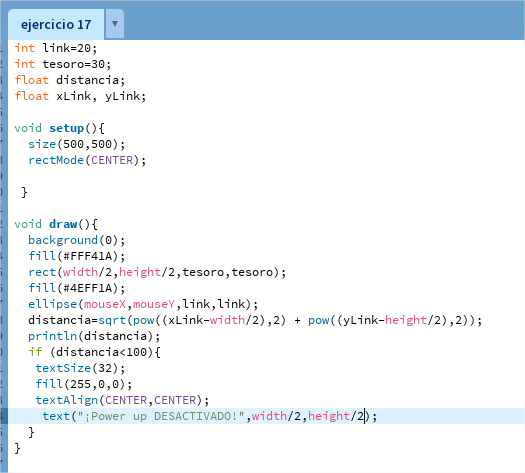 ejercicio 17
int link=20;
int tesoro=30;
float distancia;
float xLink, yLink;
void setup(){
size(500,500);
rectMode(CENTER);
}
void draw(){
background(0);
fill(#FFF41A);
rect(width/2,height/2,tesoro,tesoro);
fill(#4EFF1A);
ellipse(mouseX,mouseY,link,link);
distancia=sqrt(pow((xLink-width/2),2) + pow((yLink-height/2),2));
println(distancia);
if (distancia<100){
textSize(32);
fill(255,0,0);
textAlign(CENTER,CENTER);
text("¡Power up DESACTIVADO!",width/2,height/2);
}
}